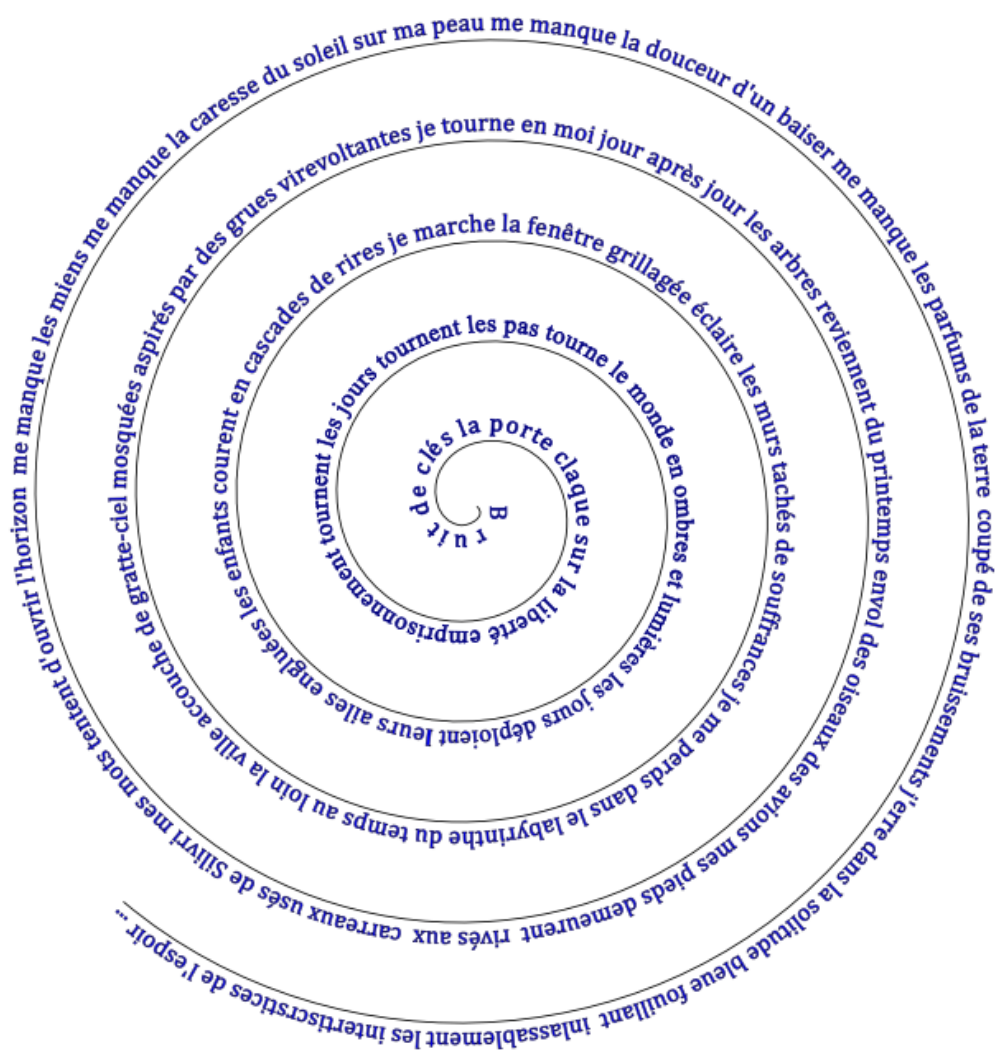 Bruit de clés la porte claque sur la liberté emprisonnement tournent les jours tournent les pas tourne le monde en ombres et lumières les jours déploient leurs ailes engluées les enfants courent en cascades de rires je marche la fenêtre grillagée éclaire les murs tachés de souffrances je me perds dans le labyrinthe du temps au loin la ville accouche de gratte-ciel mosquées aspirés par des grues virevoltantes je tourne en moi jour après jour les arbres reviennent du printemps envol des oiseaux des avions mes pieds demeurent rivés aux carreaux usés de Silivri mes mots tentent d'ouvrir l'horizon me manque les miens me manque la caresse du soleil sur ma peau me manque la douceur d'un baiser me manque les parfums de la terre coupé de ses bruissements j'erre dans la solitude bleue fouillant inlassablement les intertiscrstices de l'espoir ...